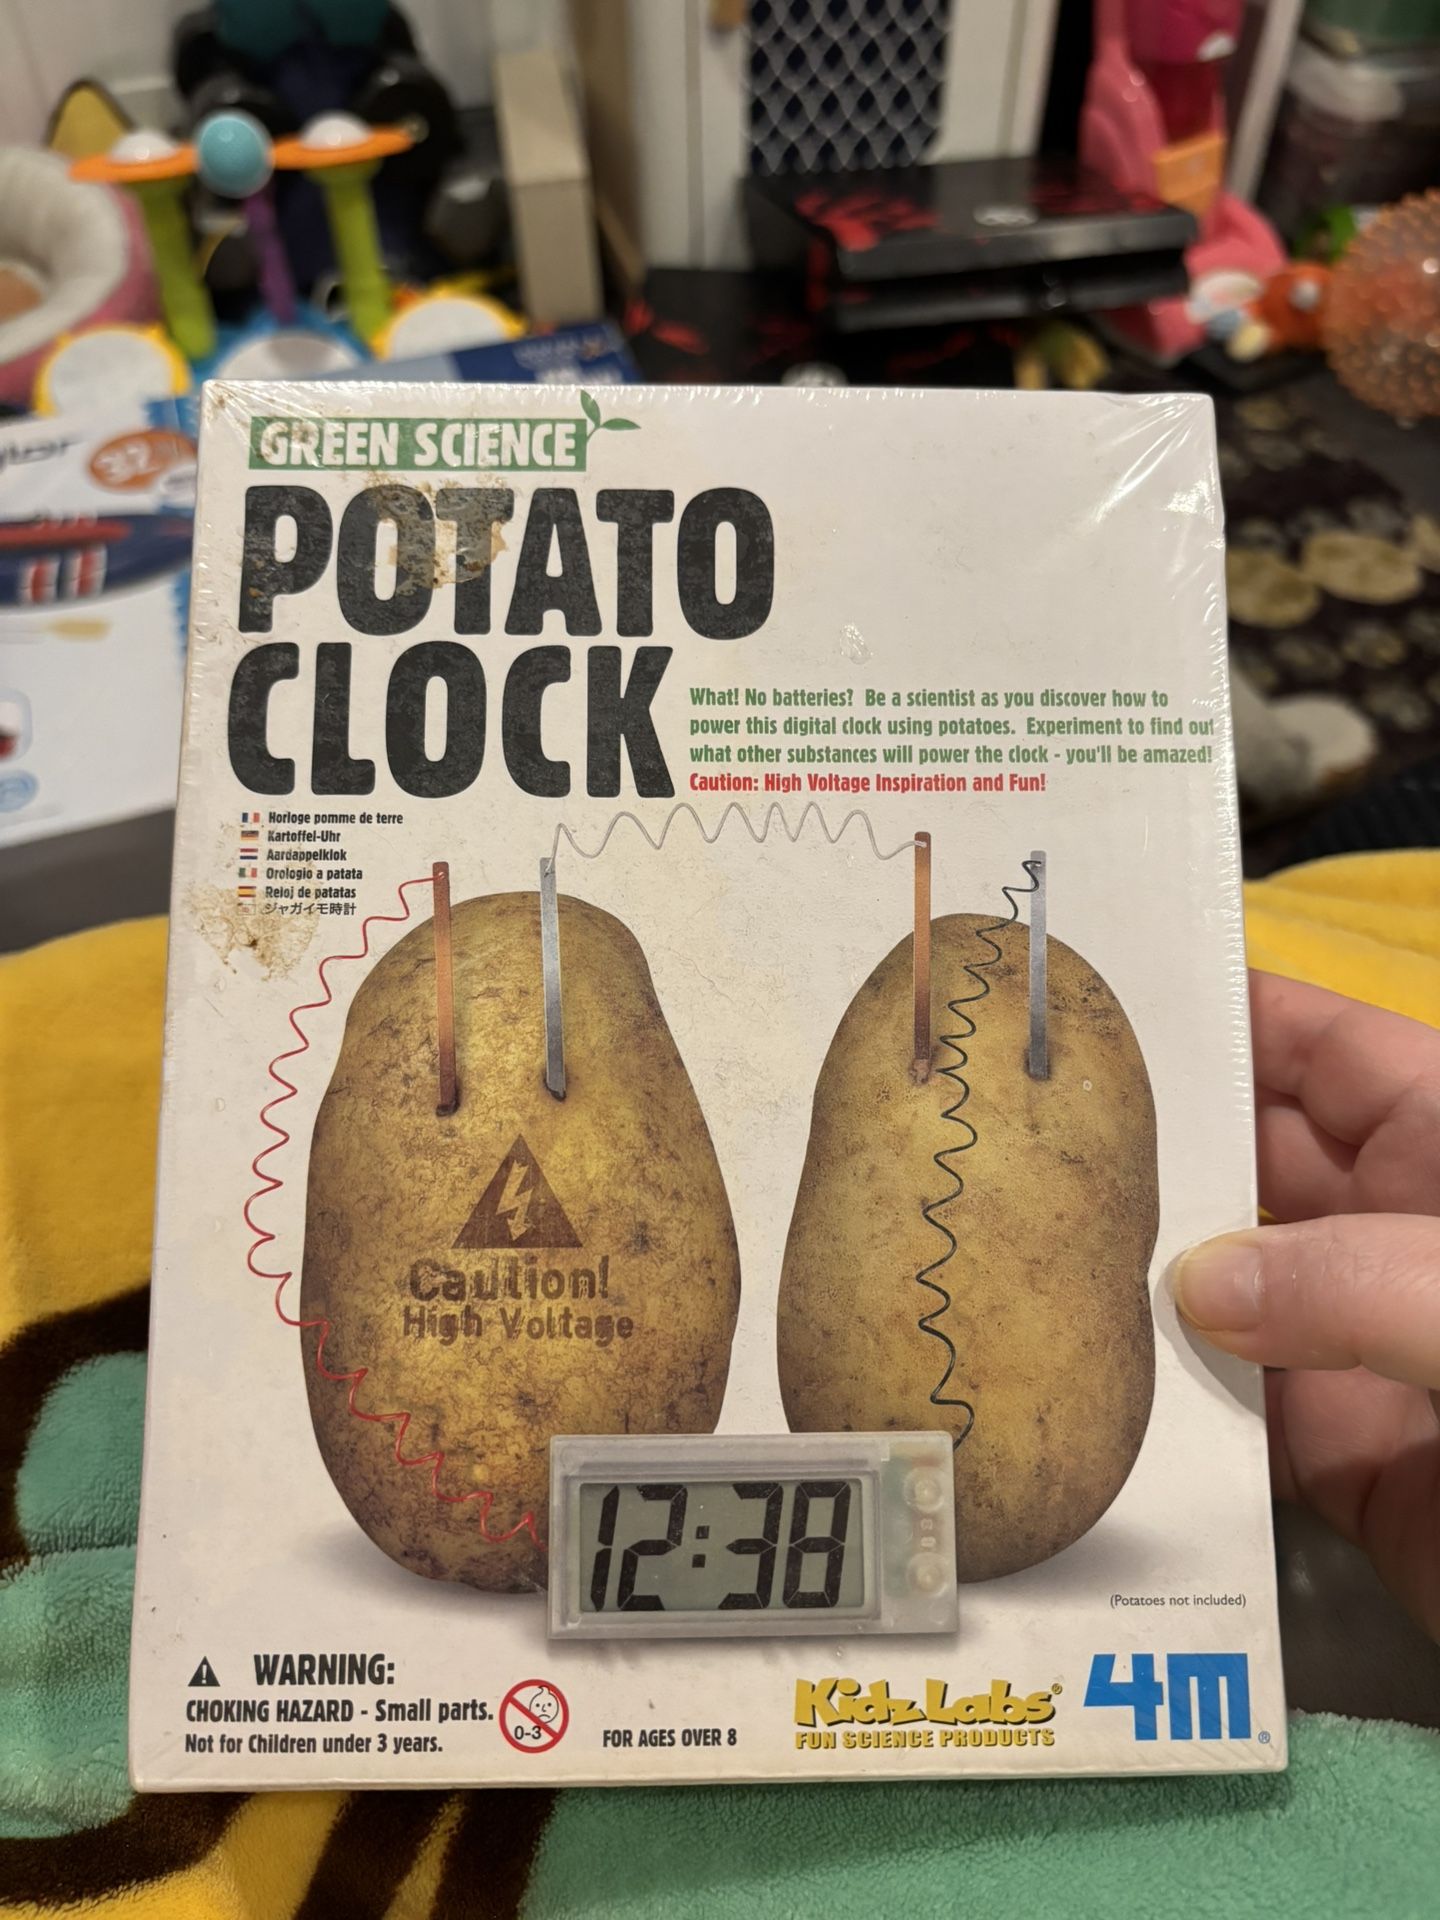 GREEN SCIENCE
POTATO
CLOCK
What! No batteries? Be a scientist as you discover how to
power this digital clock using potatoes. Experiment to find out
what other substances will power the clock - you'll be amazed!
Caution: High Voltage Inspiration and Fun!
Horloge pomme de terre
Kartoffel-Uhr
Aardappelklok
Orologio a patata
Reloj de patatas
ジャガイモ時計
Caution!
High Voltage
12:38
(Potatoes not included)
WARNING:
CHOKING HAZARD - Small parts.
Not for Children under 3 years.
0-3
FOR AGES OVER 8
KidzLabs®
FUN SCIENCE PRODUCTS
4M®
32